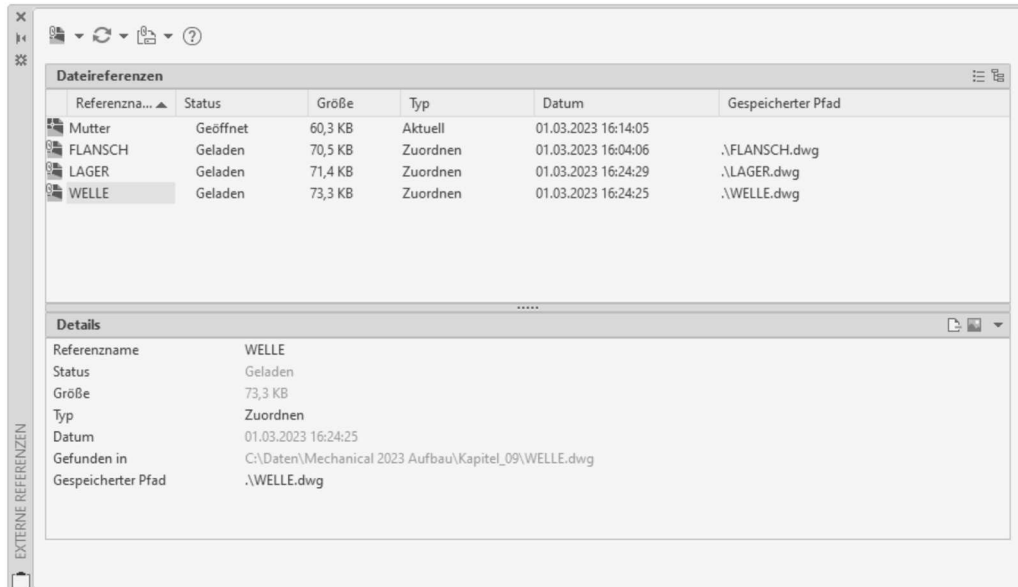 Dateireferenzen
Referenzna... Status Größe Typ Datum Gespeicherter Pfad
Mutter Geöffnet 60,3 KB Aktuell 01.03.2023 16:14:05
FLANSCH Geladen 70,5 KB Zuordnen 01.03.2023 16:04:06 .\FLANSCH.dwg
LAGER Geladen 71,4 KB Zuordnen 01.03.2023 16:24:29 .\LAGER.dwg
WELLE Geladen 73,3 KB Zuordnen 01.03.2023 16:24:25 .\WELLE.dwg
Details
Referenzname WELLE
Status Geladen
Größe 73,3 KB
Typ Zuordnen
Datum 01.03.2023 16:24:25
Gefunden in C:\Daten\Mechanical 2023 Aufbau\Kapitel_09\WELLE.dwg
Gespeicherter Pfad .\WELLE.dwg
EXTERNE REFERENZEN